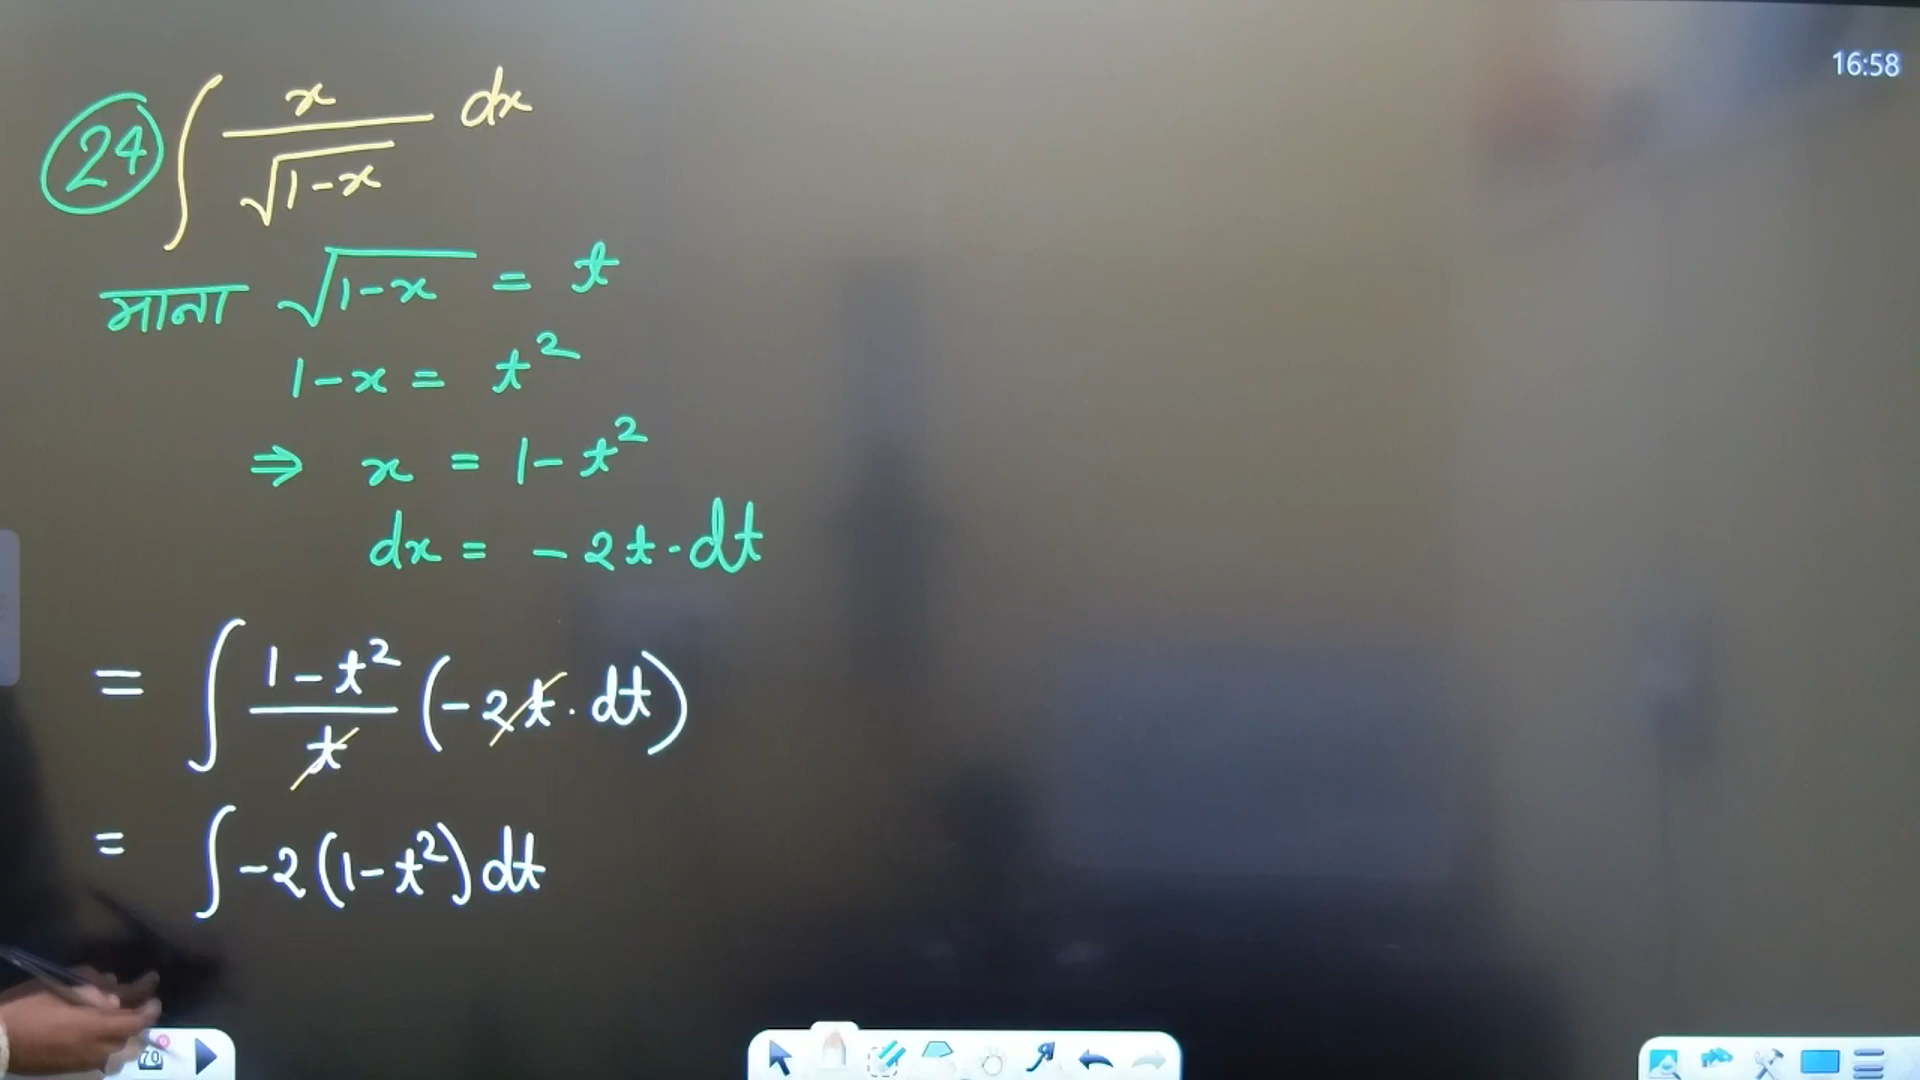 16:58
24 ∫ x / √(1-x) dx
माना √(1-x) = t
1-x = t²
⇒ x = 1-t²
dx = -2t·dt
= ∫ (1-t²)/t (-2t·dt)
= ∫ -2(1-t²)dt
70